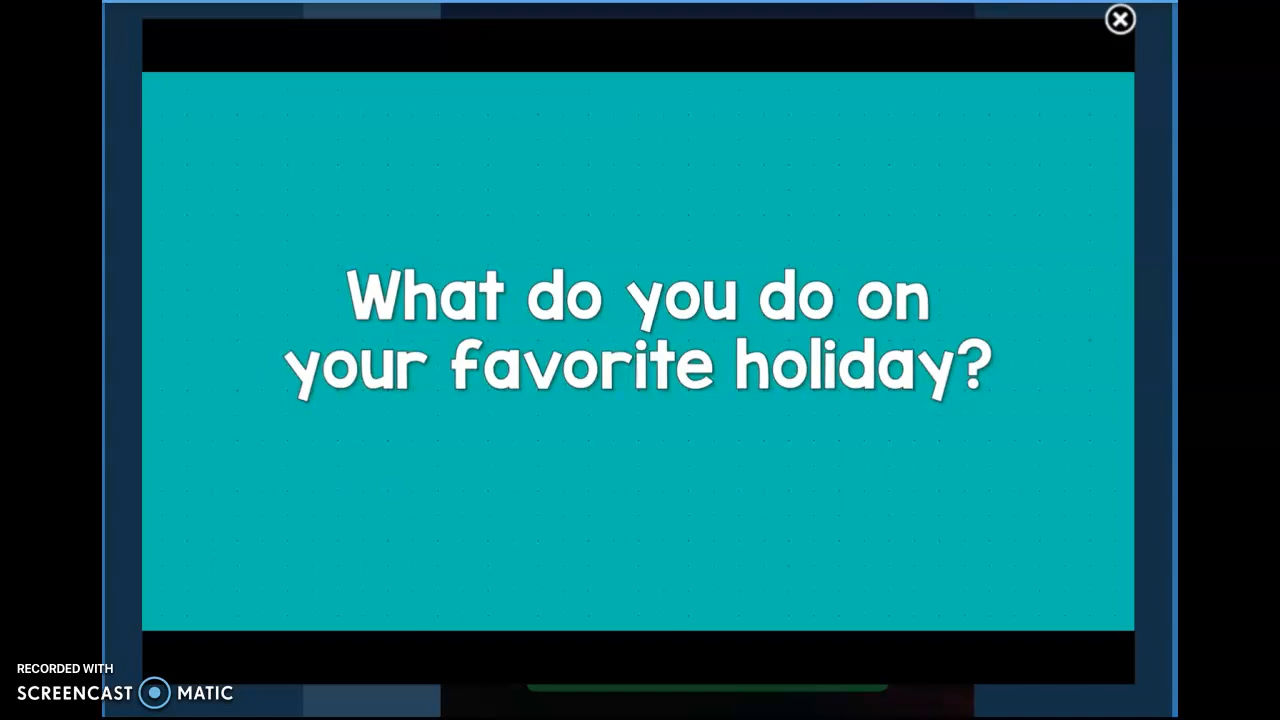 What do you do on
your favorite holiday?
RECORDED WITH
SCREENCAST MATIC